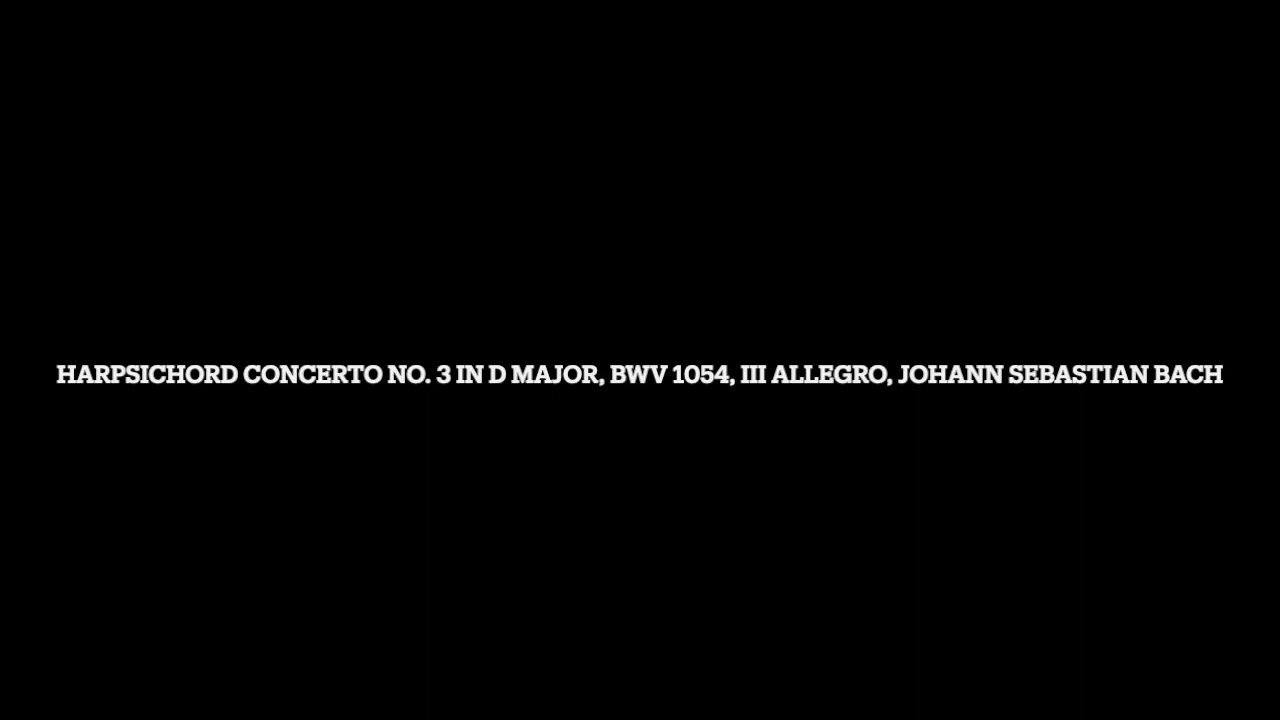 HARPSICHORD CONCERTO NO. 3 IN D MAJOR, BWV 1054, III ALLEGRO, JOHANN SEBASTIAN BACH